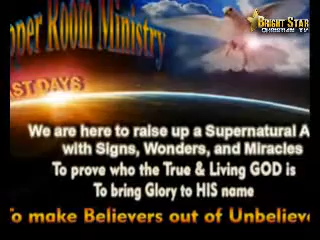 BRIGHT STAR
CHRISTIAN TV
pper Room Ministry
ST DAYS
We are here to raise up a Supernatural A
with Signs, Wonders, and Miracles
To prove who the True & Living GOD is
To bring Glory to HIS name
To make Believers out of Unbelieve